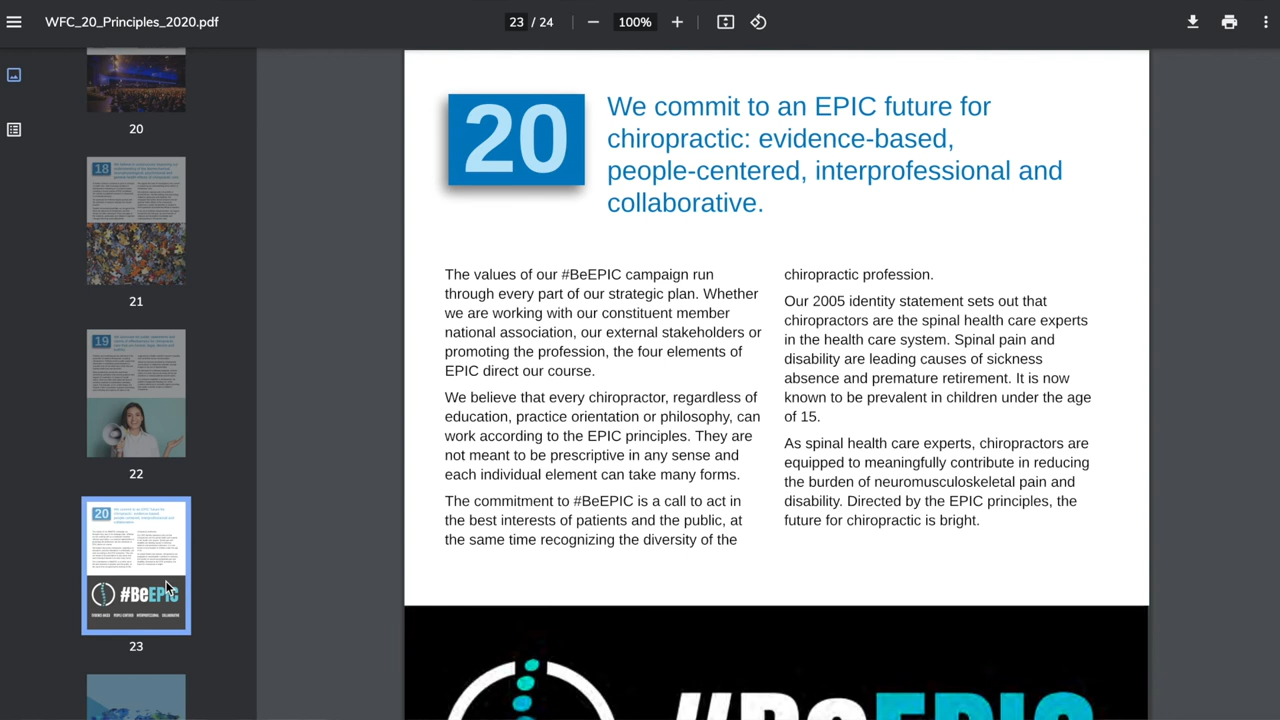 WFC_20_Principles_2020.pdf
23 / 24
100%
20
18
21
19
22
20
#BeEPIC
23
20
We commit to an EPIC future for
chiropractic: evidence-based,
people-centered, interprofessional and
collaborative.
The values of our #BeEPIC campaign run
through every part of our strategic plan. Whether
we are working with our constituent member
national association, our external stakeholders or
promoting the profession, the four elements of
EPIC direct our course.
We believe that every chiropractor, regardless of
education, practice orientation or philosophy, can
work according to the EPIC principles. They are
not meant to be prescriptive in any sense and
each individual element can take many forms.
The commitment to #BeEPIC is a call to act in
the best interests of patients and the public, at
the same time recognizing the diversity of the
chiropractic profession.
Our 2005 identity statement sets out that
chiropractors are the spinal health care experts
in the health care system. Spinal pain and
disability are leading causes of sickness
absence and premature retirement. It is now
known to be prevalent in children under the age
of 15.
As spinal health care experts, chiropractors are
equipped to meaningfully contribute in reducing
the burden of neuromusculoskeletal pain and
disability. Directed by the EPIC principles, the
future for chiropractic is bright.
#BeEPIC